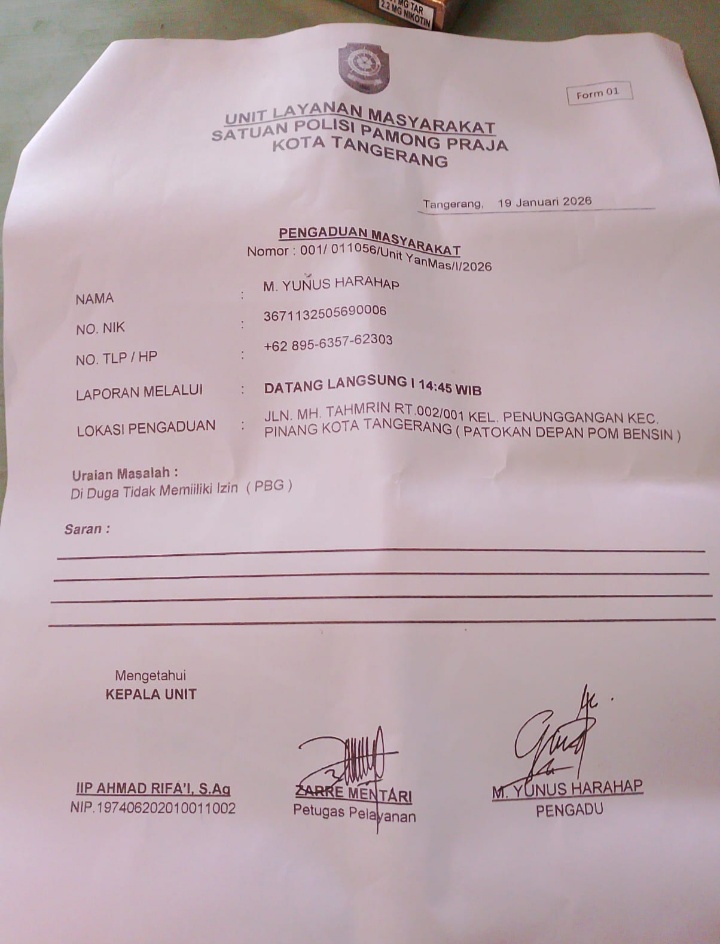 MG TAR
2.2 MG NIKOTIN
Form 01
UNIT LAYANAN MASYARAKAT
SATUAN POLISI PAMONG PRAJA
KOTA TANGERANG
Tangerang, 19 Januari 2026
PENGADUAN MASYARAKAT
Nomor : 001/ 011056/Unit YanMas/I/2026
NAMA : M. YUNUS HARAHAP
NO. NIK : 3671132505690006
NO. TLP / HP : +62 895-6357-62303
LAPORAN MELALUI : DATANG LANGSUNG I 14:45 WIB
LOKASI PENGADUAN : JLN. MH. TAHMRIN RT.002/001 KEL. PENUNGGANGAN KEC.
PINANG KOTA TANGERANG ( PATOKAN DEPAN POM BENSIN )
Uraian Masalah :
Di Duga Tidak Memiiliki Izin ( PBG )
Saran :
Mengetahui
KEPALA UNIT
IIP AHMAD RIFA'I, S.Ag
NIP.197406202010011002
ZARRE MENTARI
Petugas Pelayanan
M. YUNUS HARAHAP
PENGADU